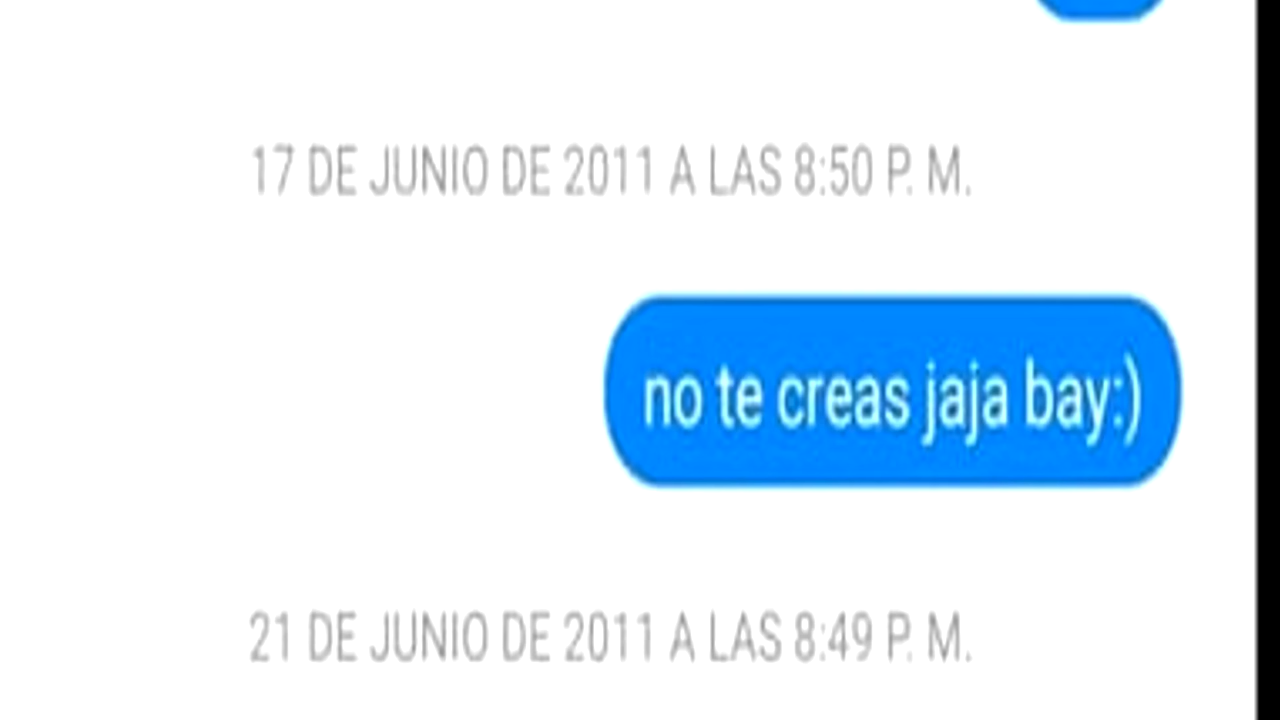 17 DE JUNIO DE 2011 A LAS 8:50 P. M.
no te creas jaja bay:)
21 DE JUNIO DE 2011 A LAS 8:49 P. M.